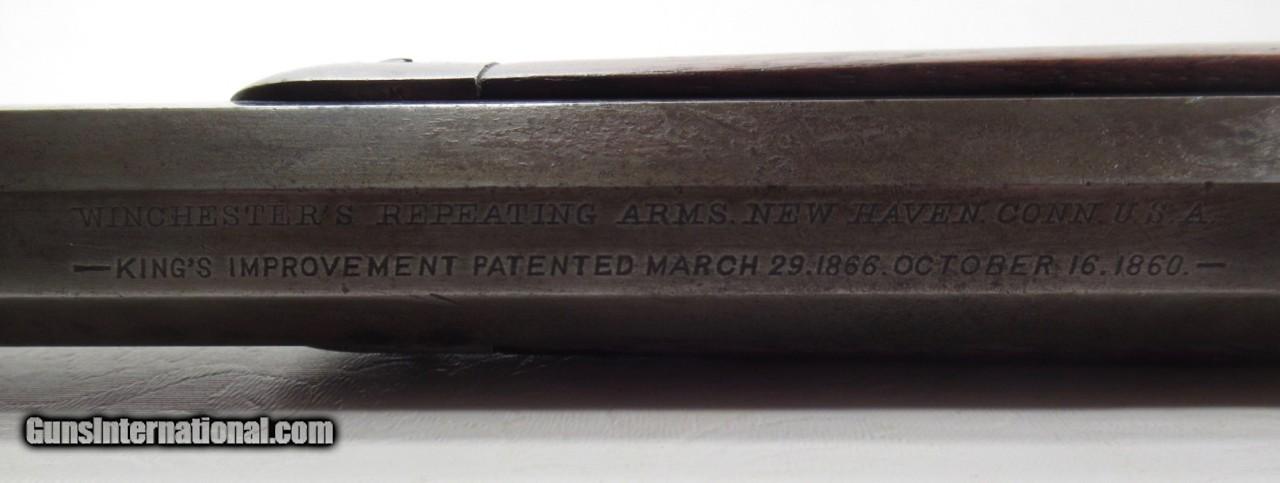 WINCHESTER'S REPEATING ARMS. NEW HAVEN. CONN. U.S.A.
—KING'S IMPROVEMENT PATENTED MARCH 29.1866. OCTOBER 16.1860.—
GunsInternational.com